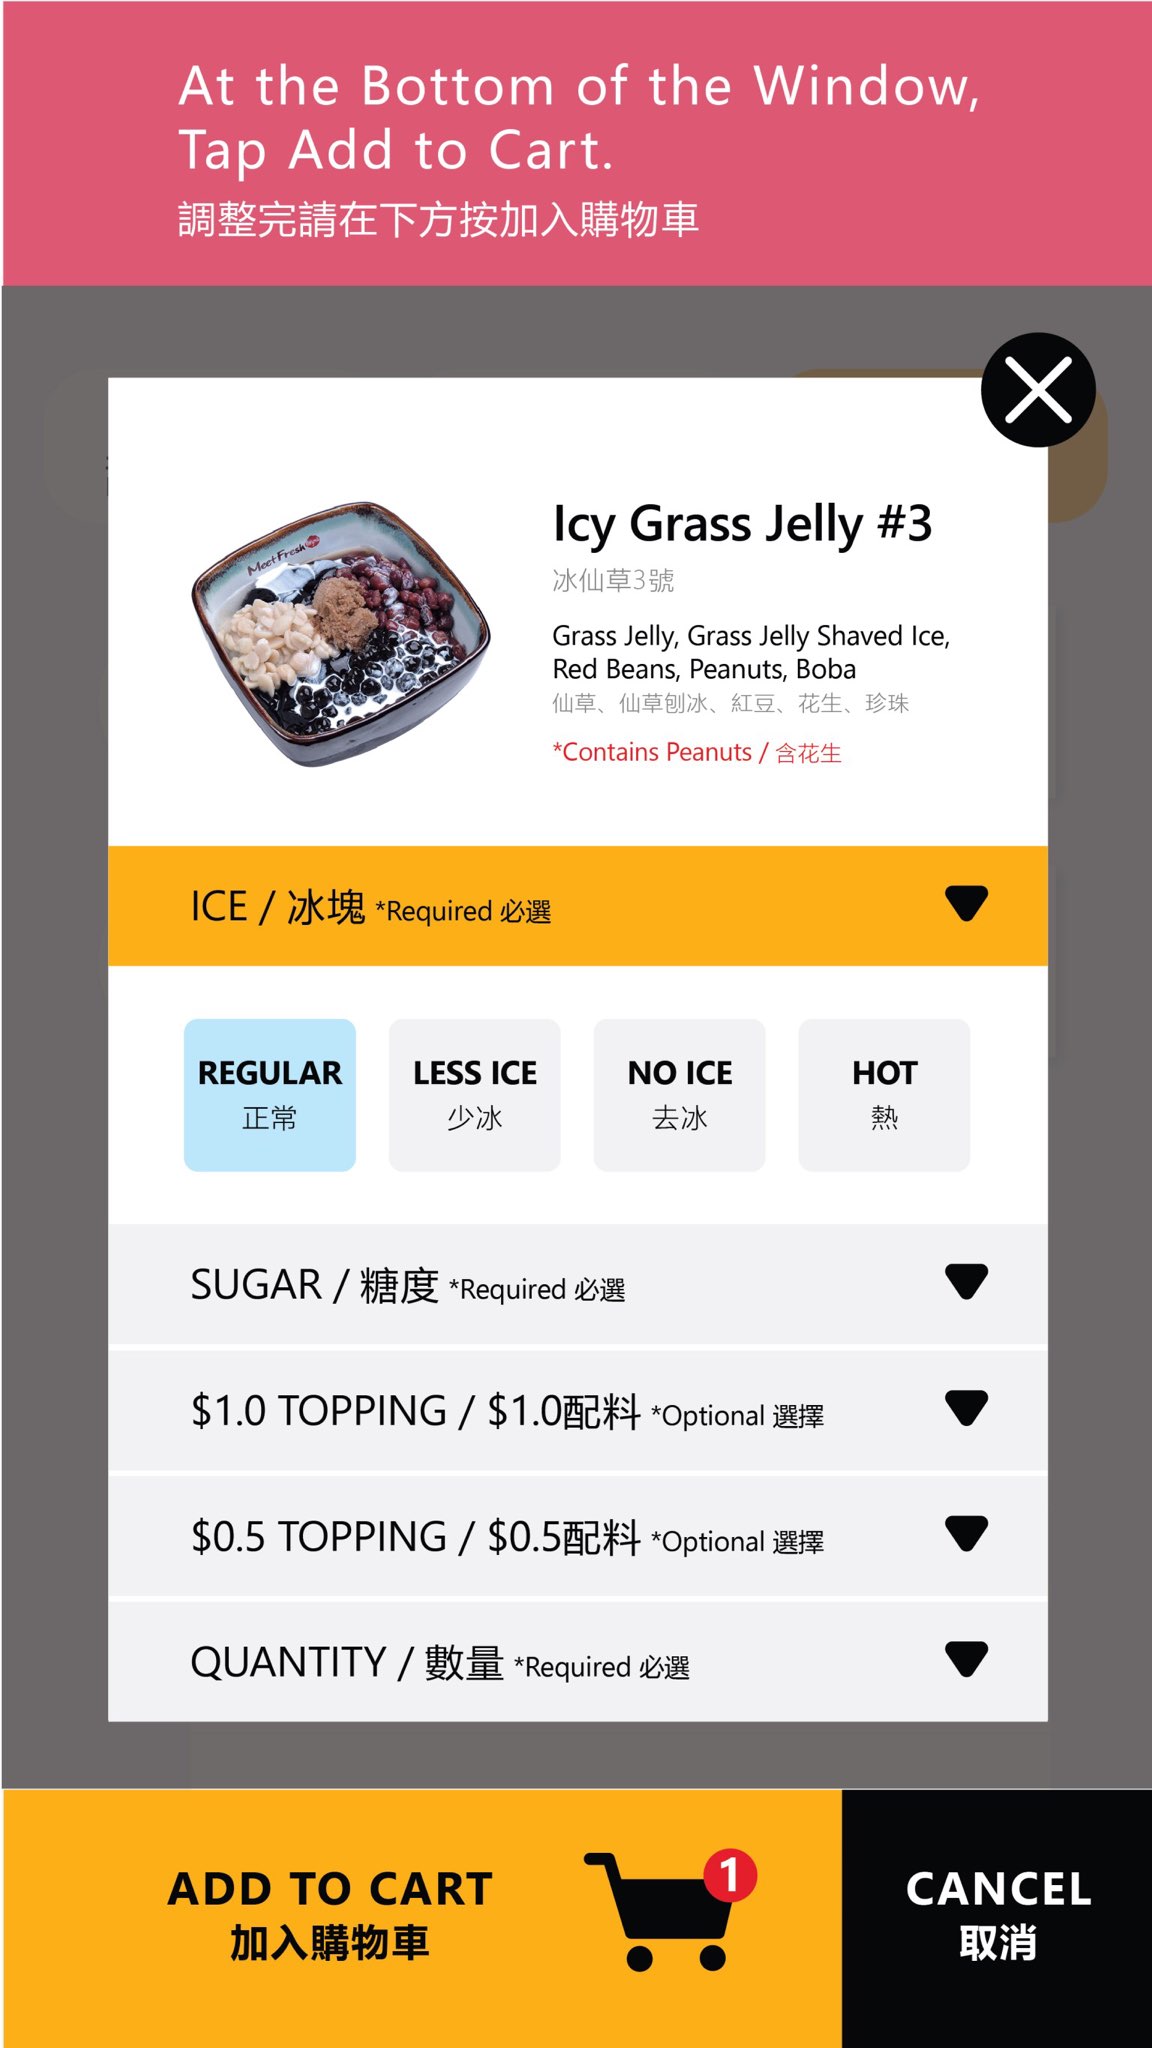 At the Bottom of the Window,
Tap Add to Cart.
調整完請在下方按加入購物車
MeetFresh
Icy Grass Jelly #3
冰仙草3號
Grass Jelly, Grass Jelly Shaved Ice,
Red Beans, Peanuts, Boba
仙草、仙草刨冰、紅豆、花生、珍珠
*Contains Peanuts / 含花生
ICE / 冰塊 *Required 必選
REGULAR
正常
LESS ICE
少冰
NO ICE
去冰
HOT
熱
SUGAR / 糖度 *Required 必選
$1.0 TOPPING / $1.0配料 *Optional 選擇
$0.5 TOPPING / $0.5配料 *Optional 選擇
QUANTITY / 數量 *Required 必選
ADD TO CART
加入購物車
1
CANCEL
取消